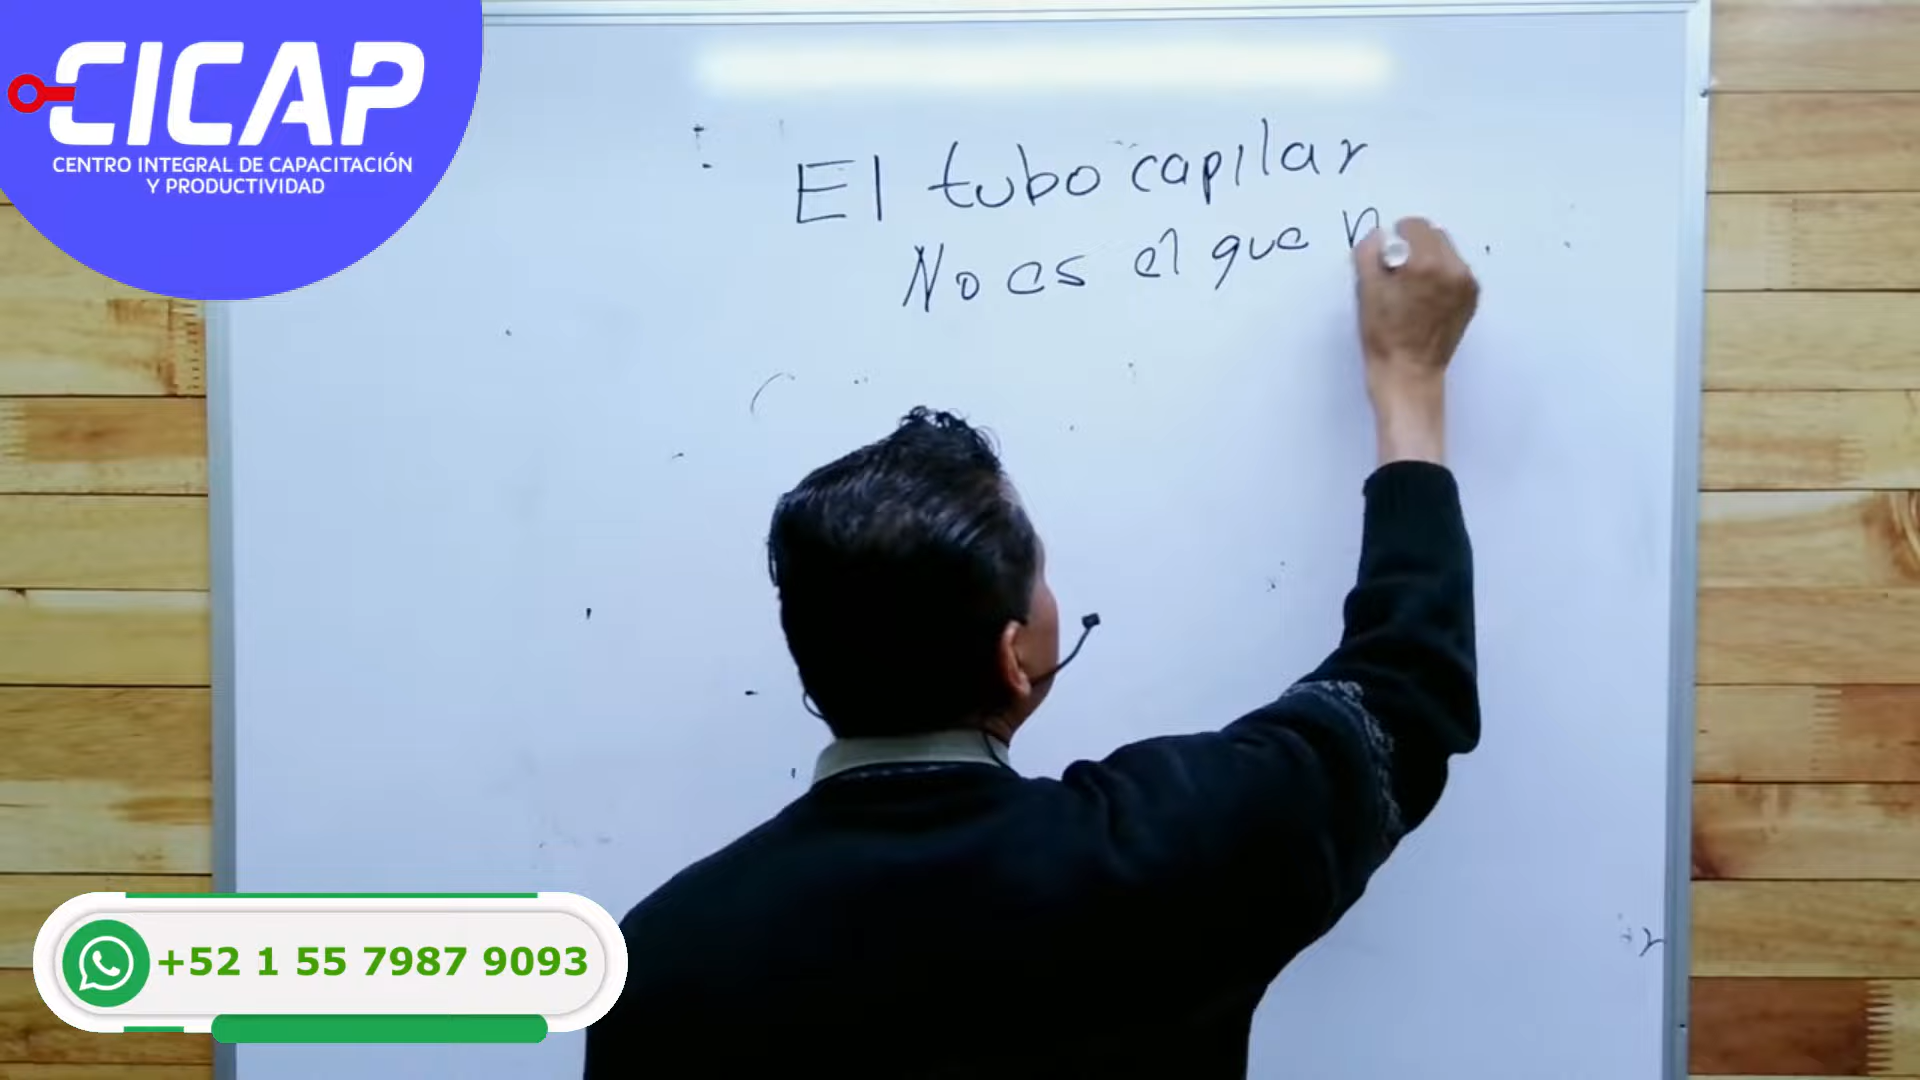 CICAP
CENTRO INTEGRAL DE CAPACITACIÓN
Y PRODUCTIVIDAD
El tubo capilar
No es el que
+52 1 55 7987 9093